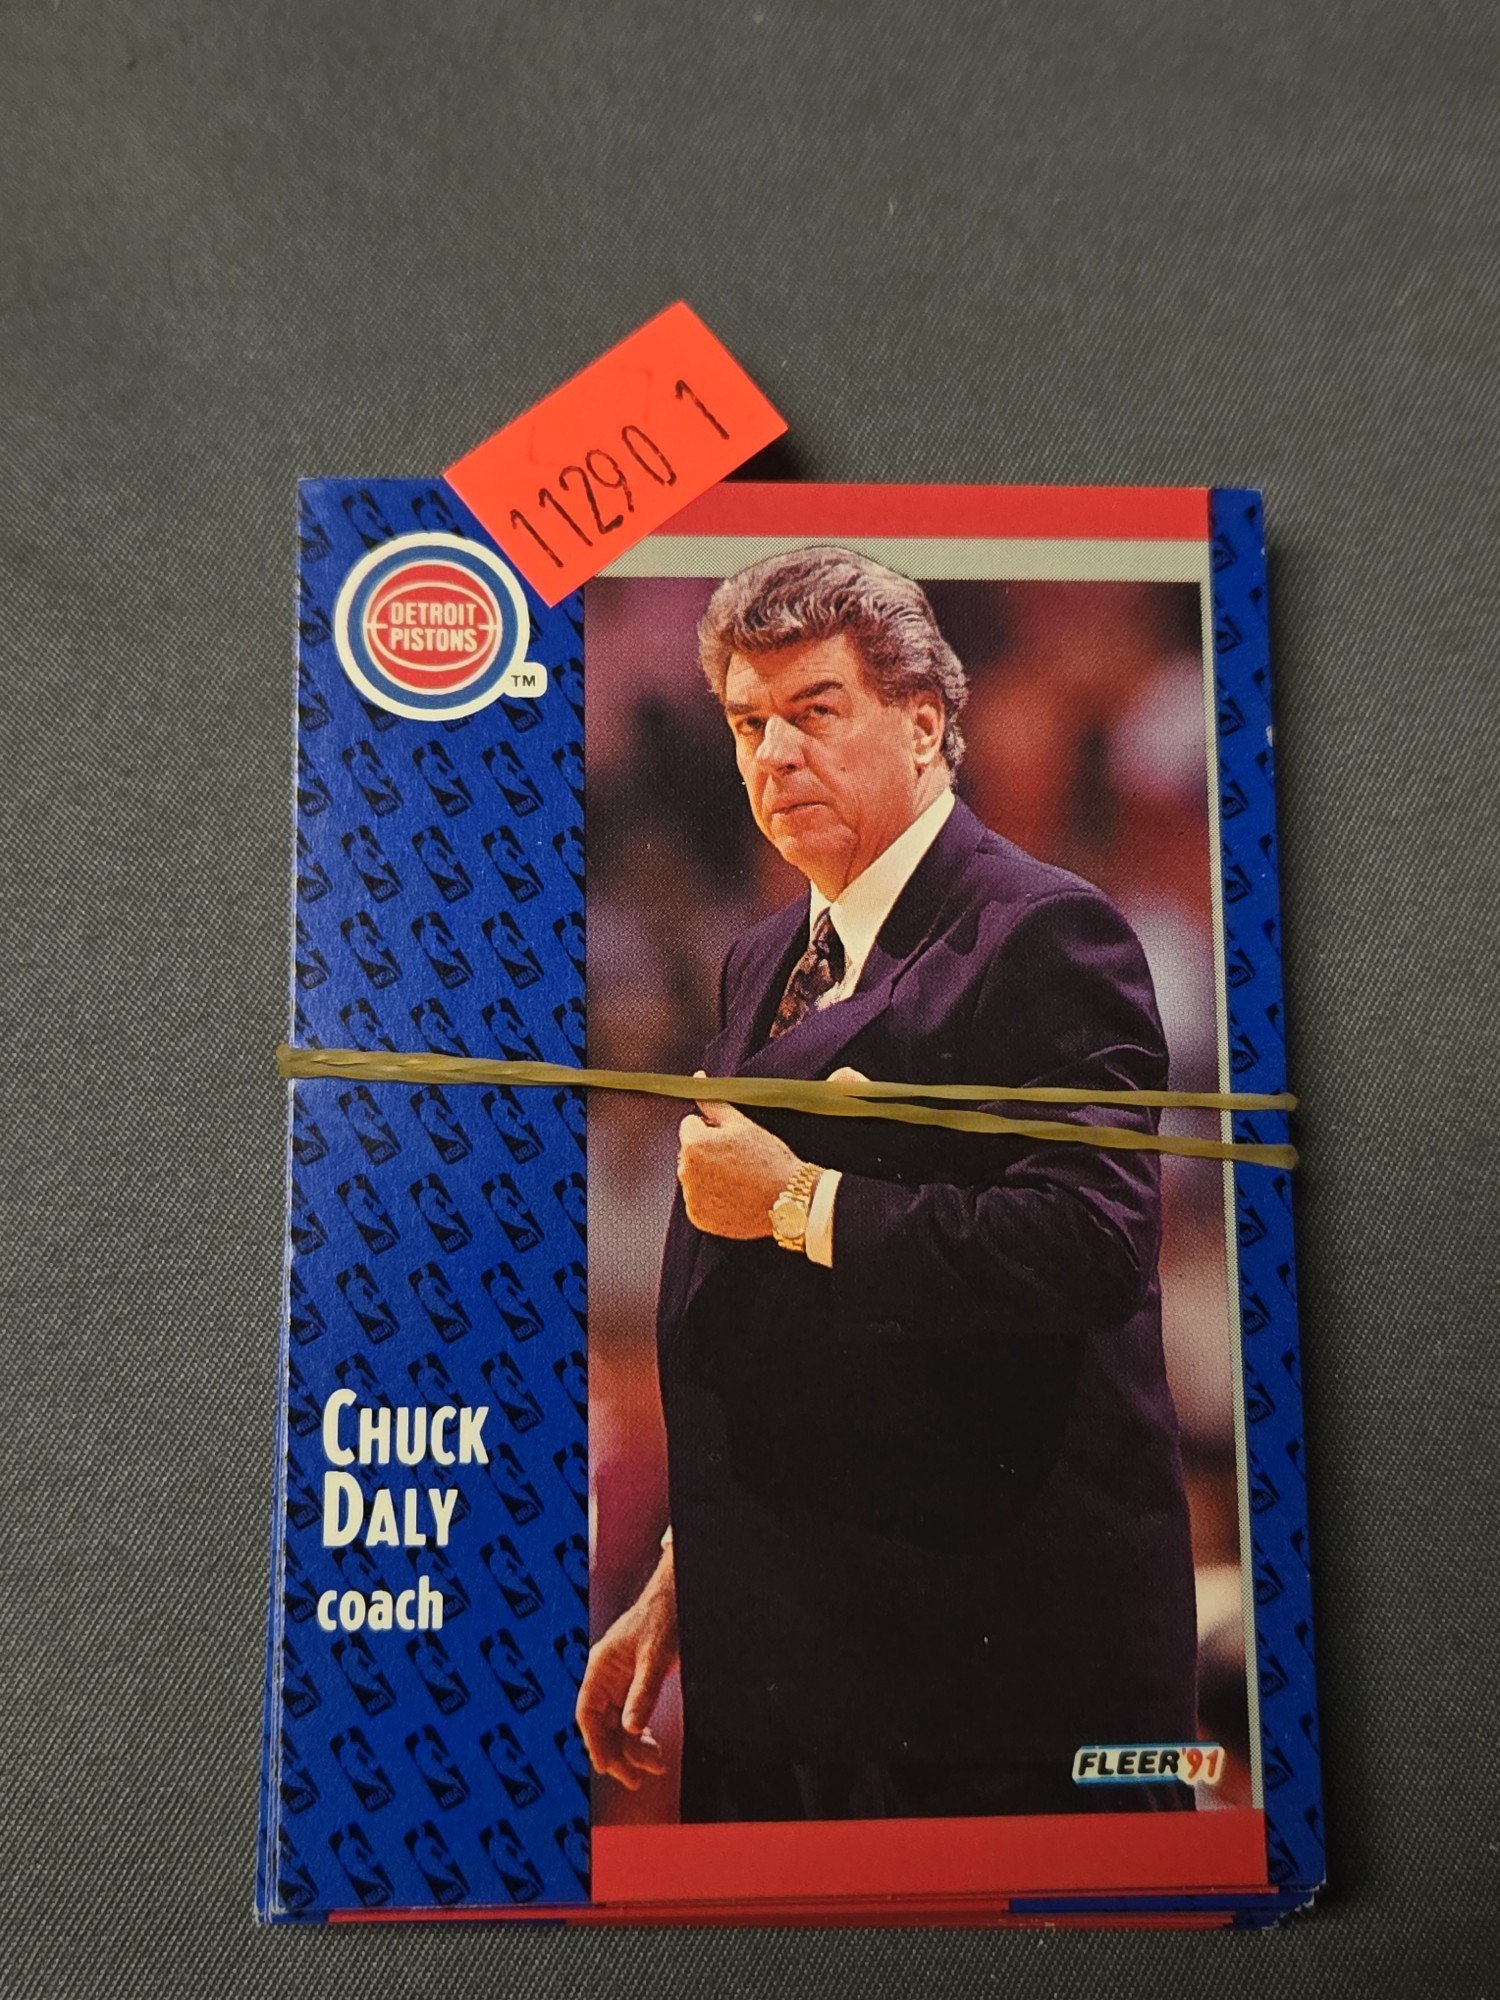 11290 1
DETROIT
PISTONS
TM
CHUCK
DALY
coach
FLEER '91